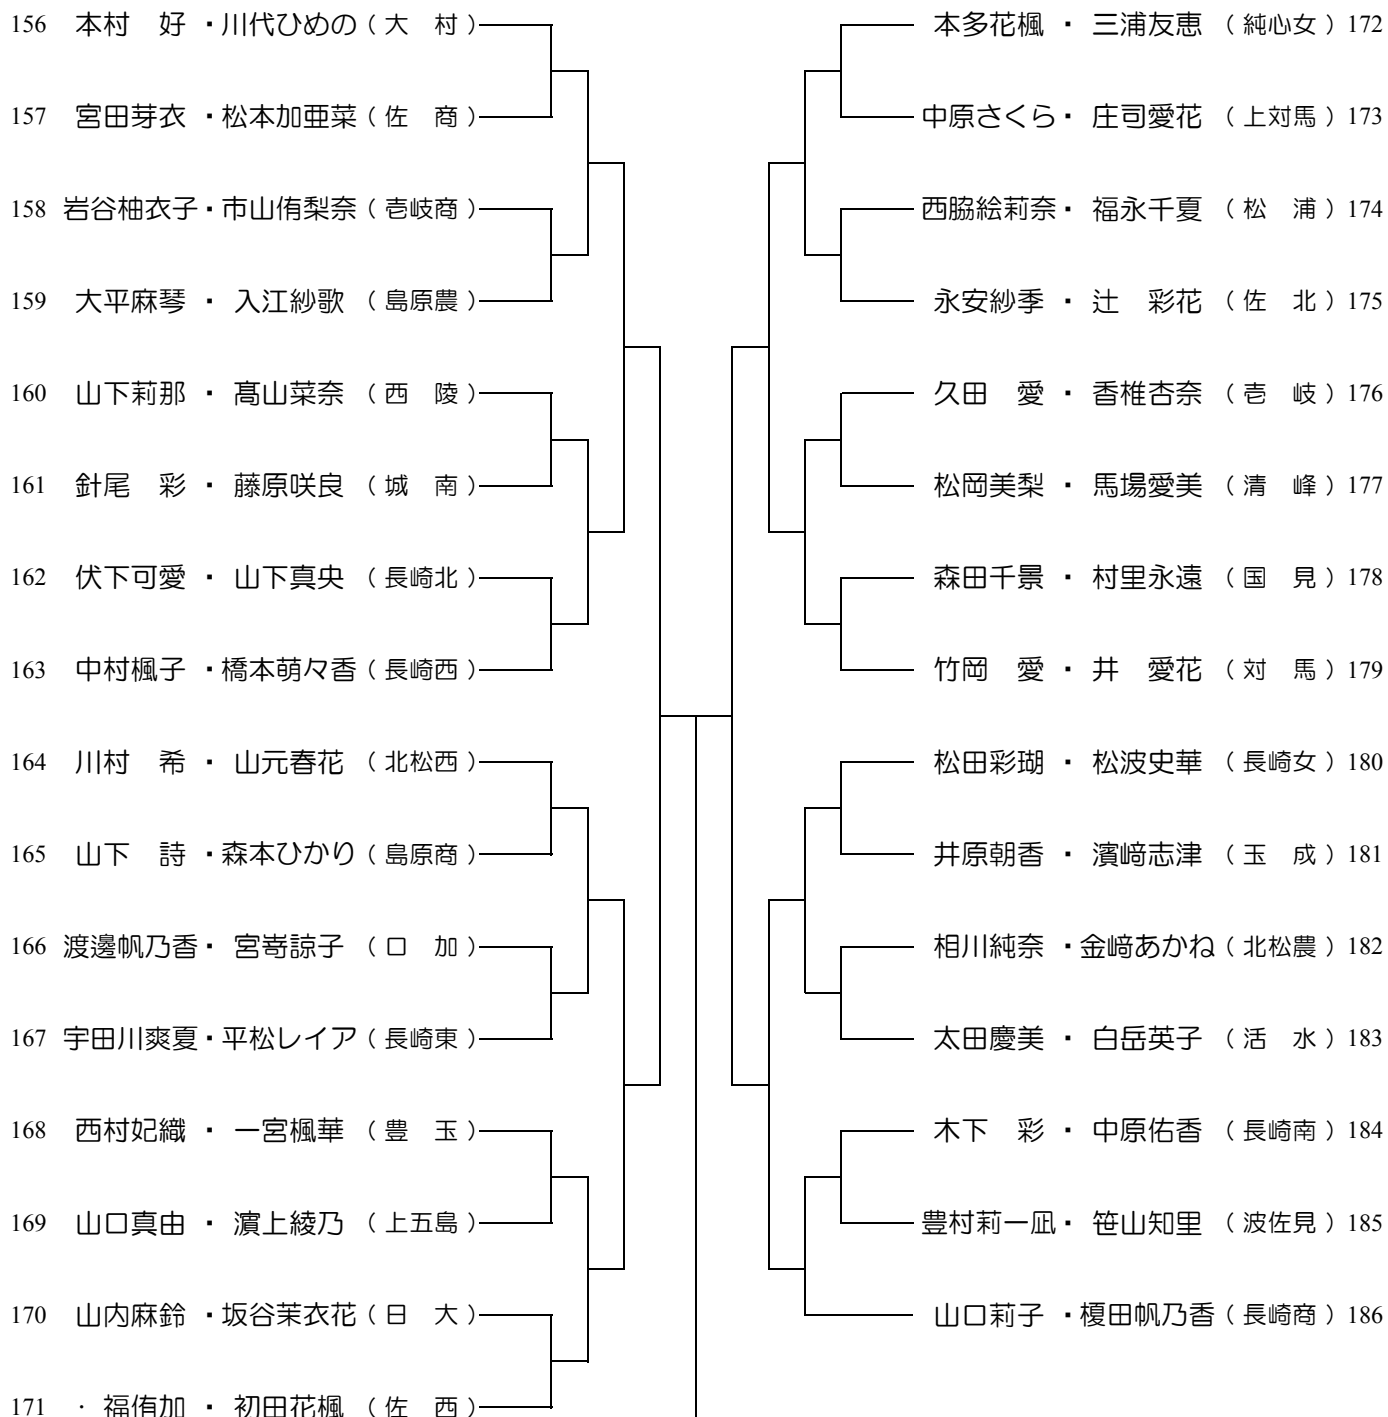 156 本村　好 ・川代ひめの（ 大　村 ）
157 宮田芽衣 ・松本加亜菜（ 佐　商 ）
158 岩谷柚衣子・市山侑梨奈（ 壱岐商 ）
159 大平麻琴 ・ 入江紗歌 （ 島原農 ）
160 山下莉那 ・ 髙山菜奈 （ 西　陵 ）
161 針尾　彩 ・ 藤原咲良 （ 城　南 ）
162 伏下可愛 ・ 山下真央 （ 長崎北 ）
163 中村楓子 ・橋本萌々香（ 長崎西 ）
164 川村　希 ・ 山元春花 （ 北松西 ）
165 山下　詩 ・森本ひかり（ 島原商 ）
166 渡邊帆乃香・ 宮嵜諒子 （ 口　加 ）
167 宇田川爽夏・平松レイア（ 長崎東 ）
168 西村妃織 ・ 一宮楓華 （ 豊　玉 ）
169 山口真由 ・ 濵上綾乃 （ 上五島 ）
170 山内麻鈴 ・坂谷茉衣花（ 日　大 ）
171 ・ 福侑加 ・ 初田花楓 （ 佐　西 ）
本多花楓 ・ 三浦友恵 （ 純心女 ）172
中原さくら・ 庄司愛花 （ 上対馬 ）173
西脇絵莉奈・ 福永千夏 （ 松　浦 ）174
永安紗季 ・ 辻　彩花 （ 佐　北 ）175
久田　愛 ・ 香椎杏奈 （ 壱　岐 ）176
松岡美梨 ・ 馬場愛美 （ 清　峰 ）177
森田千景 ・ 村里永遠 （ 国　見 ）178
竹岡　愛 ・ 井　愛花 （ 対　馬 ）179
松田彩瑚 ・ 松波史華 （ 長崎女 ）180
井原朝香 ・ 濱﨑志津 （ 玉　成 ）181
相川純奈 ・金﨑あかね（ 北松農 ）182
太田慶美 ・ 白岳英子 （ 活　水 ）183
木下　彩 ・ 中原佑香 （ 長崎南 ）184
豊村莉一凪・ 笹山知里 （ 波佐見 ）185
山口莉子 ・榎田帆乃香（ 長崎商 ）186